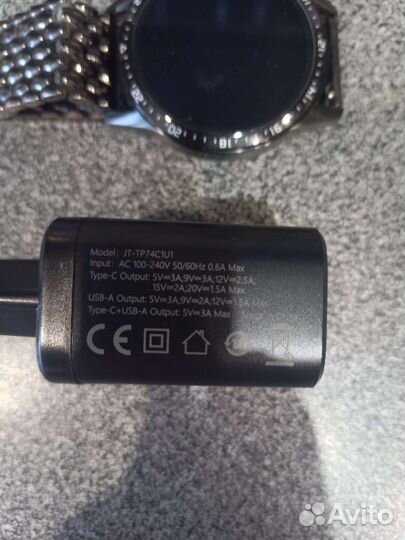 Model: JT-TP74C1U1
Input: AC 100-240V 50/60Hz 0.6A Max
Type-C Output: 5V⎓3A;9V⎓3A;12V⎓2.5A,
15V⎓2A;20V⎓1.5A Max
USB-A Output: 5V⎓3A,9V⎓2A;12V⎓1.5A Max
Type-C+USB-A Output: 5V⎓3A Max
CE
Avito